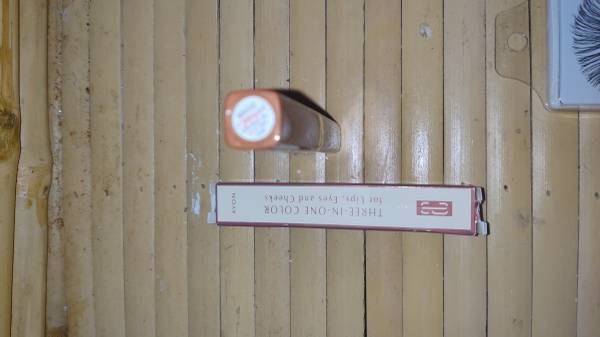 THREE-IN-ONE COLOR
for Lips, Eyes and Cheeks
AVON